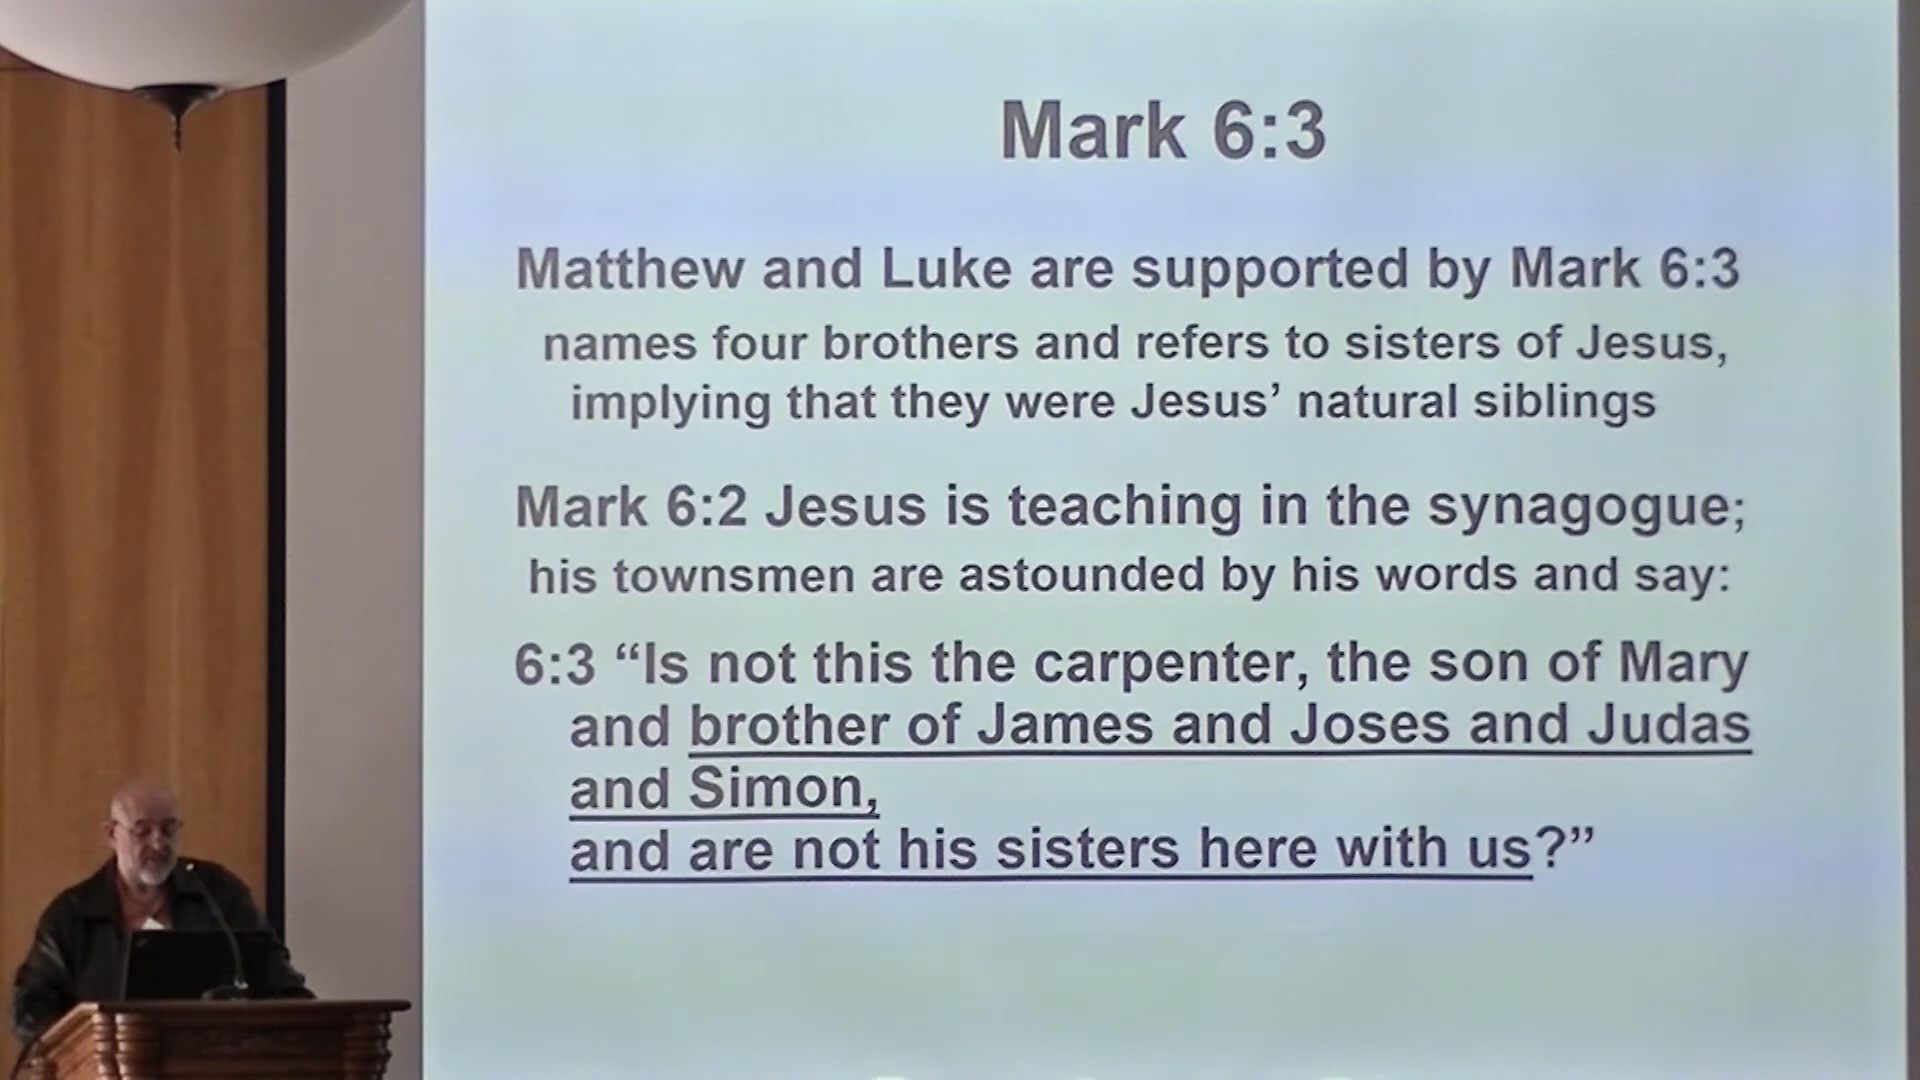 Mark 6:3
Matthew and Luke are supported by Mark 6:3
names four brothers and refers to sisters of Jesus,
implying that they were Jesus’ natural siblings
Mark 6:2 Jesus is teaching in the synagogue;
his townsmen are astounded by his words and say:
6:3 “Is not this the carpenter, the son of Mary
and brother of James and Joses and Judas
and Simon,
and are not his sisters here with us?”